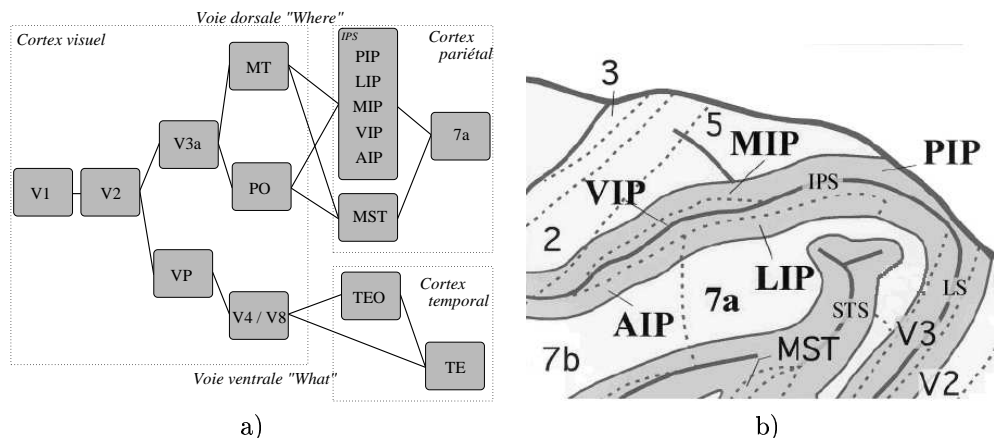 Voie dorsale "Where"
Cortex visuel
IPS
Cortex
pariétal
MT
PIP
LIP
MIP
VIP
AIP
V3a
7a
V1
V2
PO
MST
VP
Cortex
temporal
TEO
V4 / V8
TE
Voie ventrale "What"
a)
3
5
MIP
PIP
VIP
IPS
2
LIP
7a
AIP
STS
LS
V3
7b
MST
V2
b)